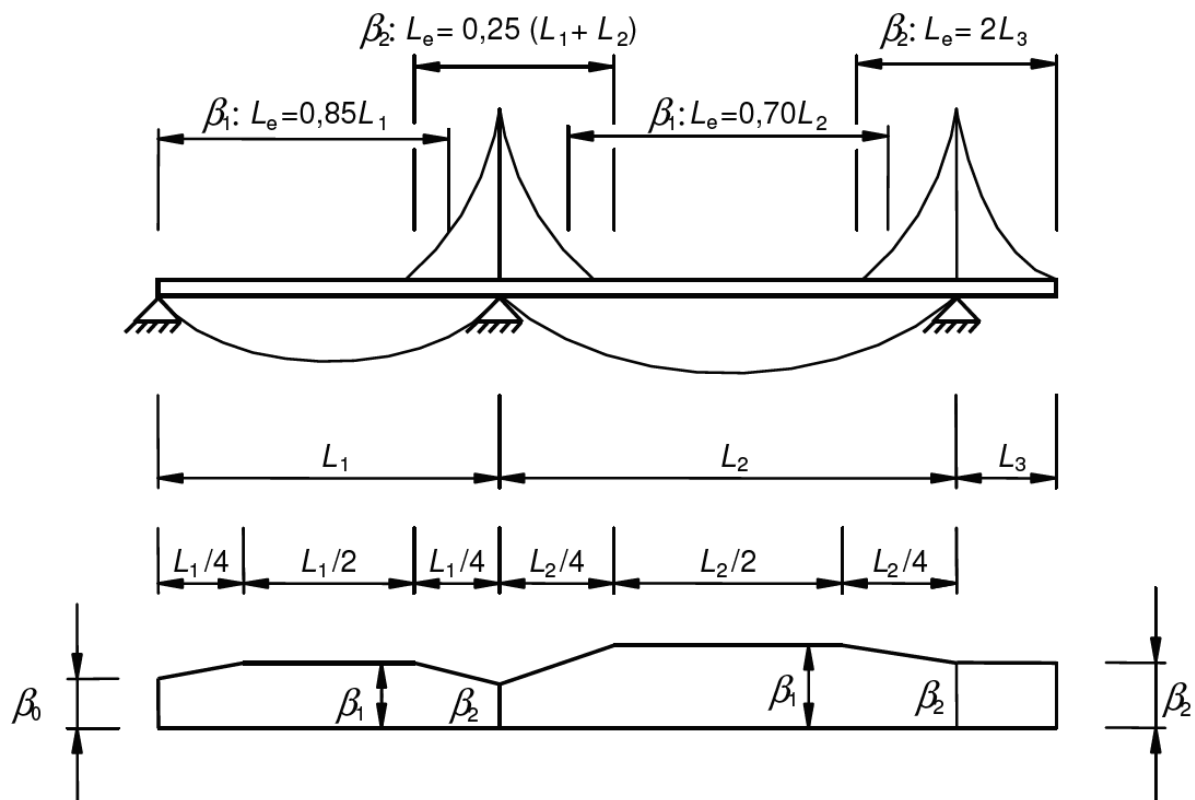 β₂: Lₑ= 0,25 (L₁+ L₂)
β₂: Lₑ= 2L₃
β₁: Lₑ=0,85L₁
β₁:Lₑ=0,70L₂
L₁
L₂
L₃
L₁/4
L₁/2
L₁/4
L₂/4
L₂/2
L₂/4
β₀
β₁
β₂
β₁
β₂
β₂